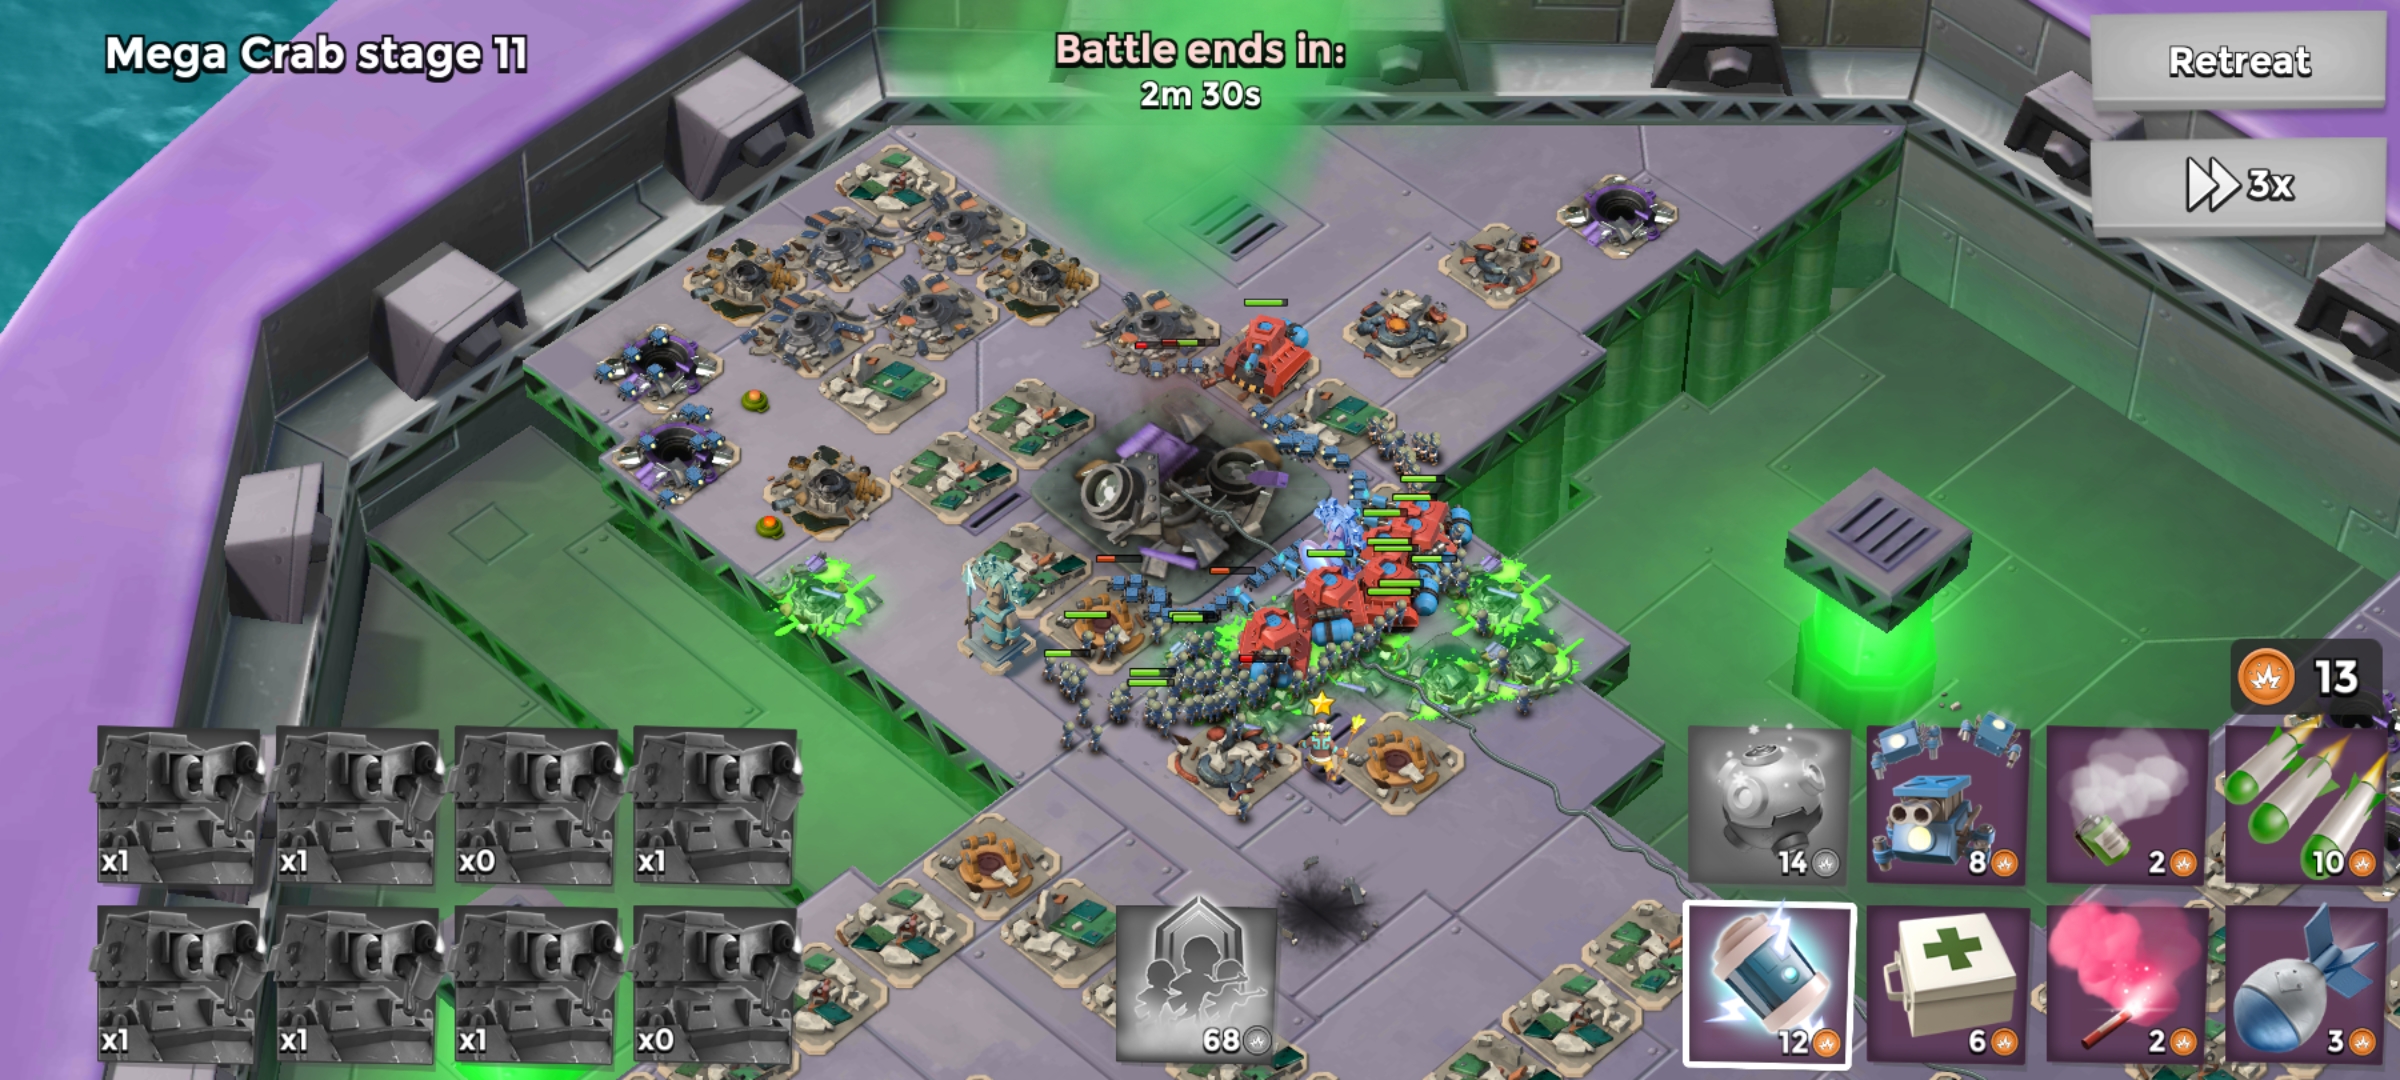 Mega Crab stage 11
Battle ends in:
2m 30s
Retreat
3x
13
x1
x1
x0
x1
14
8
2
10
x1
x1
x1
x0
68
12
6
2
3